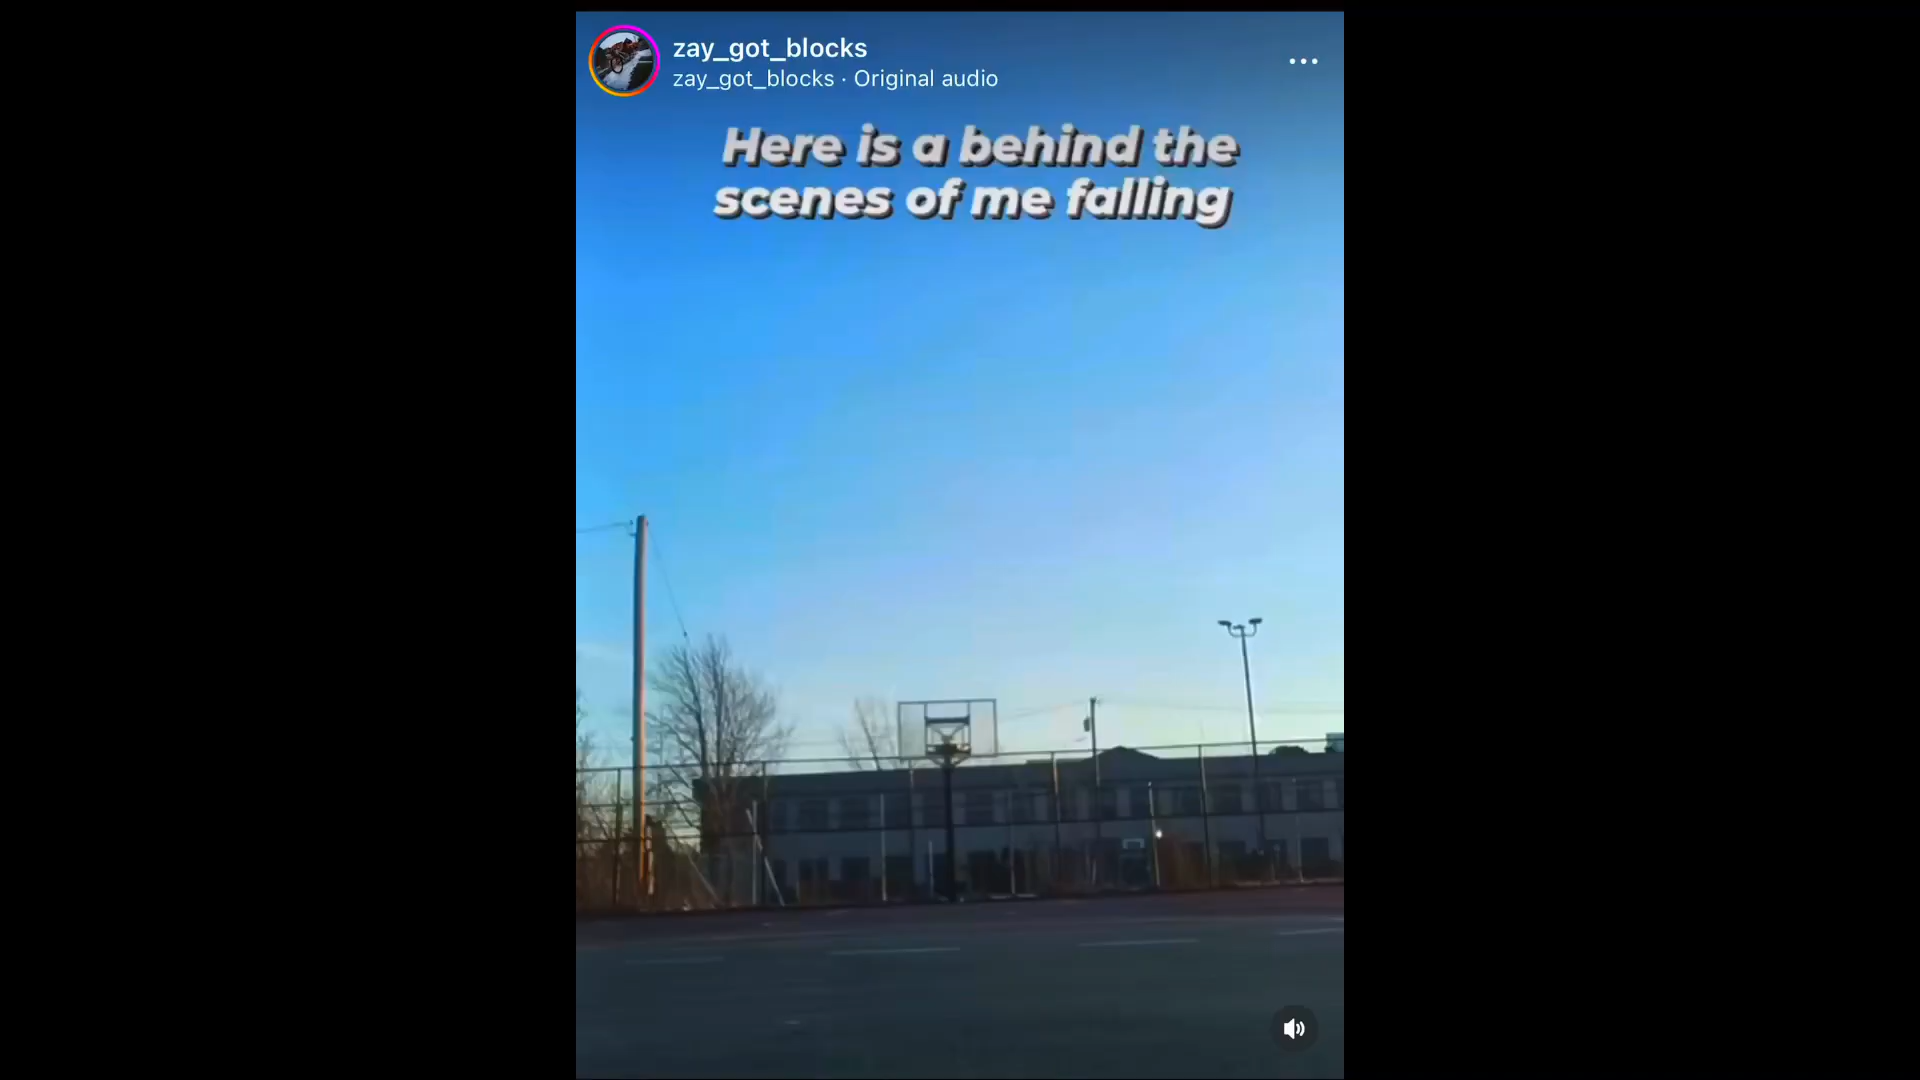 zay_got_blocks
zay_got_blocks · Original audio
Here is a behind the
scenes of me falling